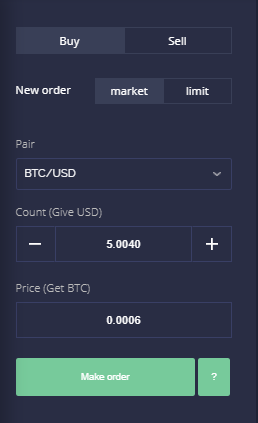 Buy Sell
New order market limit
Pair
BTC/USD
Count (Give USD)
5.0040
Price (Get BTC)
0.0006
Make order ?